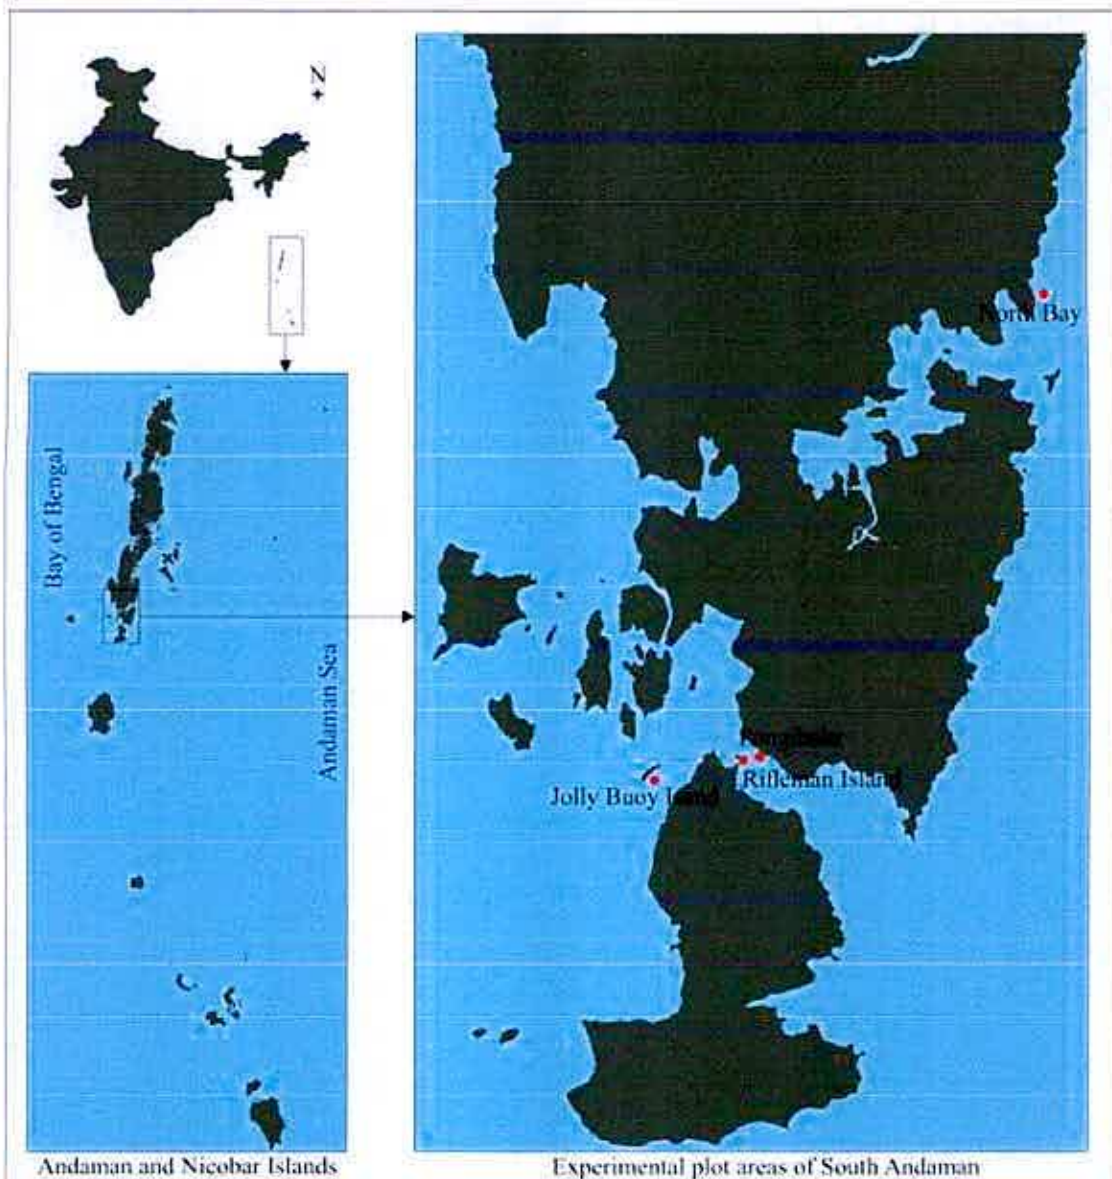 N
North Bay
Bay of Bengal
Andaman Sea
Rifleman Island
Jolly Buoy Island
Andaman and Nicobar Islands
Experimental plot areas of South Andaman